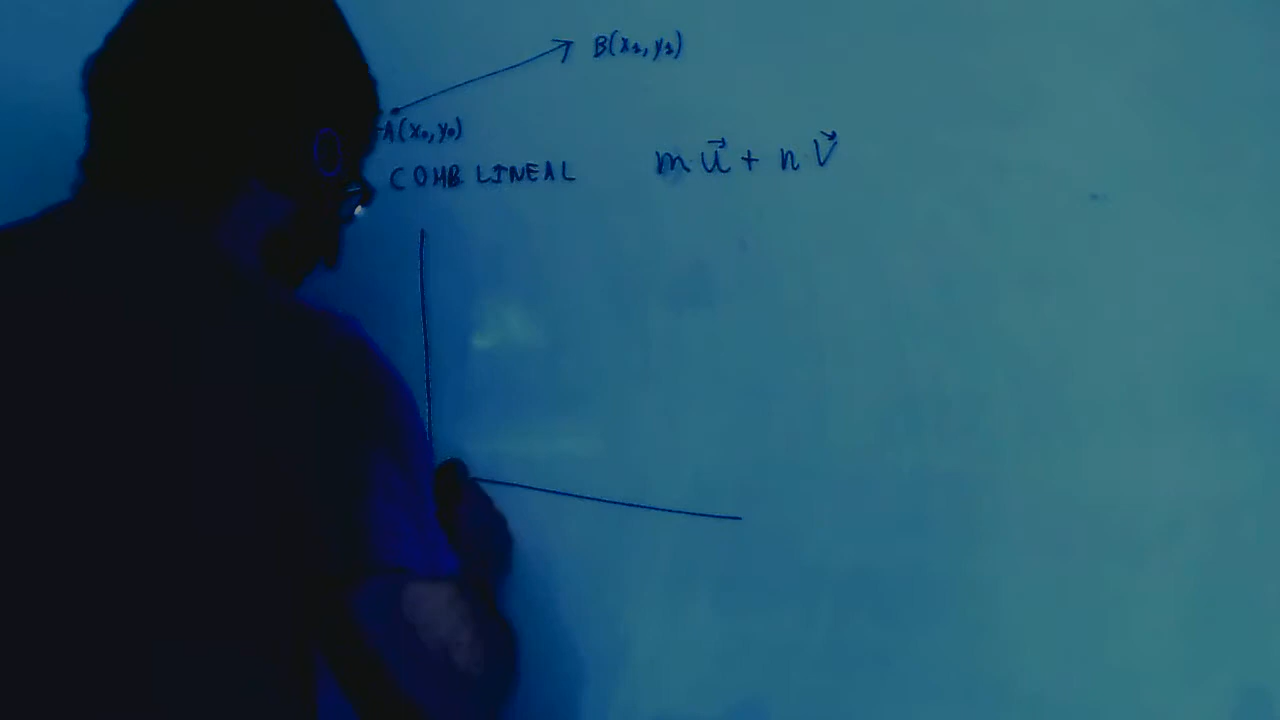 B(x₁,y₁)
A(x₀,y₀)
COMB LINEAL m u⃗ + n v⃗